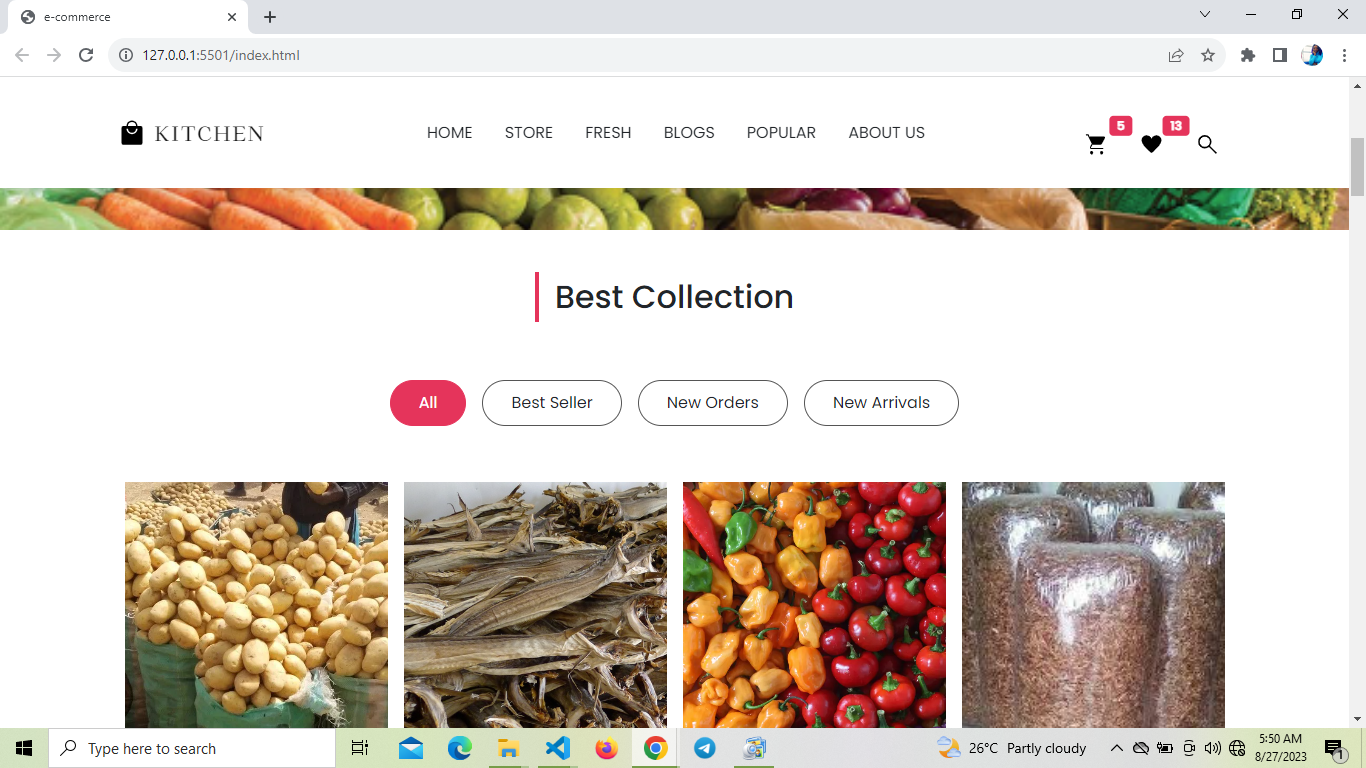 e-commerce
127.0.0.1:5501/index.html
KITCHEN
HOME STORE FRESH BLOGS POPULAR ABOUT US
5 13
Best Collection
All Best Seller New Orders New Arrivals
Type here to search
26°C Partly cloudy
5:50 AM
8/27/2023
1